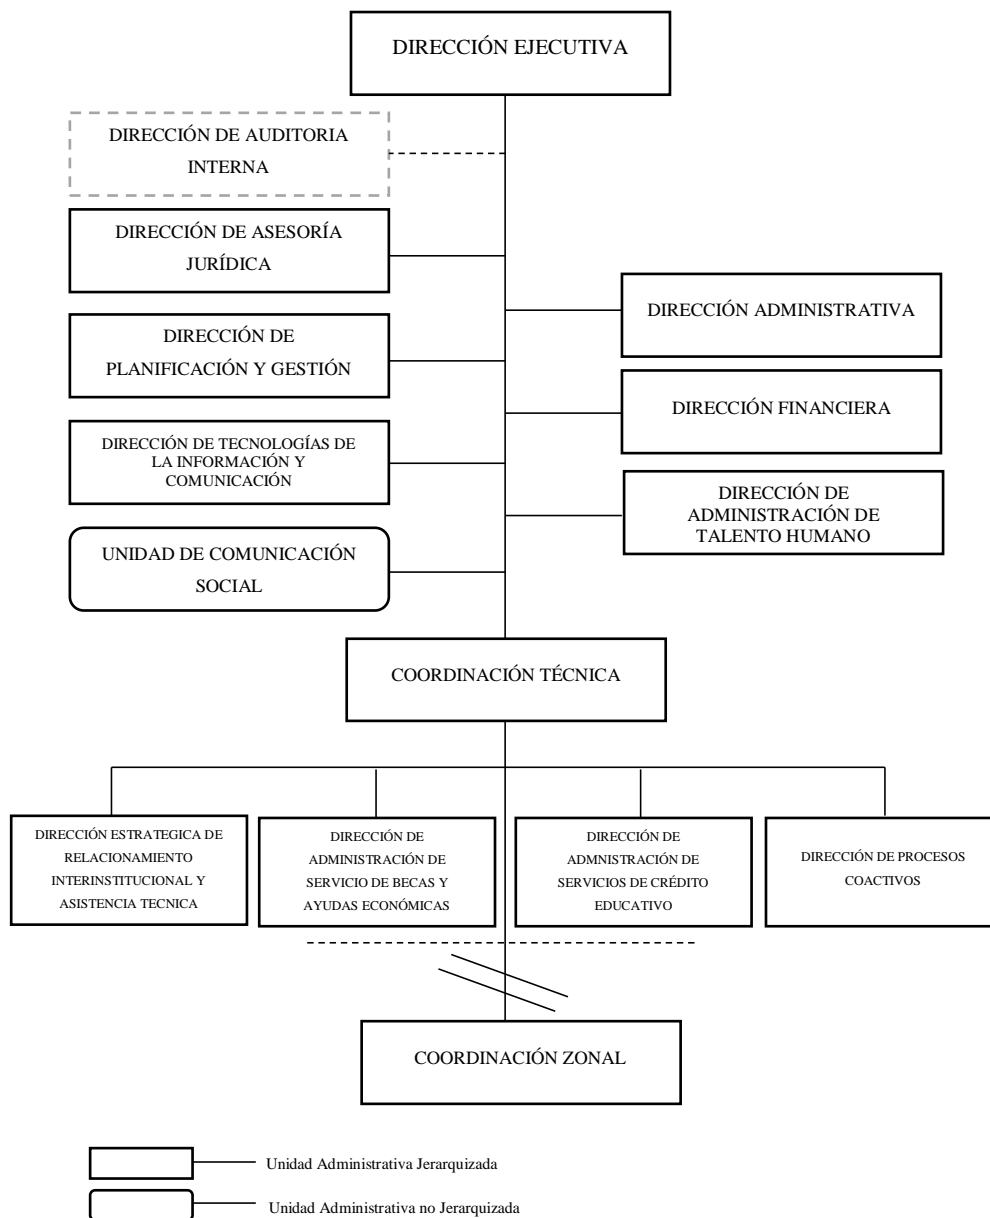 DIRECCIÓN EJECUTIVA
DIRECCIÓN DE AUDITORIA
INTERNA
DIRECCIÓN DE ASESORÍA
JURÍDICA
DIRECCIÓN ADMINISTRATIVA
DIRECCIÓN DE
PLANIFICACIÓN Y GESTIÓN
DIRECCIÓN FINANCIERA
DIRECCIÓN DE TECNOLOGÍAS DE
LA INFORMACIÓN Y
COMUNICACIÓN
DIRECCIÓN DE
ADMINISTRACIÓN DE
TALENTO HUMANO
UNIDAD DE COMUNICACIÓN
SOCIAL
COORDINACIÓN TÉCNICA
DIRECCIÓN ESTRATEGICA DE
RELACIONAMIENTO
INTERINSTITUCIONAL Y
ASISTENCIA TECNICA
DIRECCIÓN DE
ADMINISTRACIÓN DE
SERVICIO DE BECAS Y
AYUDAS ECONÓMICAS
DIRECCIÓN DE
ADMNISTRACIÓN DE
SERVICIOS DE CRÉDITO
EDUCATIVO
DIRECCIÓN DE PROCESOS
COACTIVOS
COORDINACIÓN ZONAL
Unidad Administrativa Jerarquizada
Unidad Administrativa no Jerarquizada